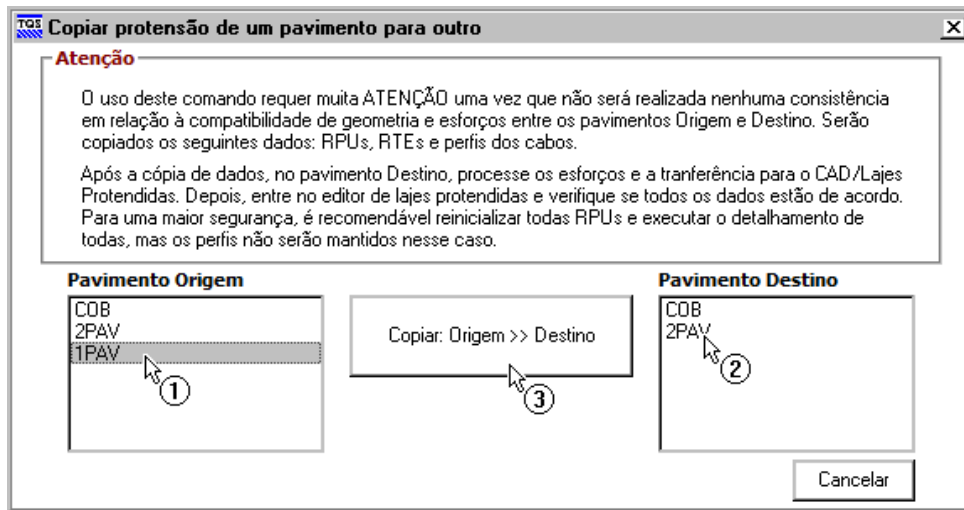 TQS Copiar protensão de um pavimento para outro
Atenção
O uso deste comando requer muita ATENÇÃO uma vez que não será realizada nenhuma consistência
em relação à compatibilidade de geometria e esforços entre os pavimentos Origem e Destino. Serão
copiados os seguintes dados: RPUs, RTEs e perfis dos cabos.
Após a cópia de dados, no pavimento Destino, processe os esforços e a tranferência para o CAD/Lajes
Protendidas. Depois, entre no editor de lajes protendidas e verifique se todos os dados estão de acordo.
Para uma maior segurança, é recomendável reinicializar todas RPUs e executar o detalhamento de
todas, mas os perfis não serão mantidos nesse caso.
Pavimento Origem
COB
2PAV
1PAV
1
Copiar: Origem >> Destino
3
Pavimento Destino
COB
2PAV
2
Cancelar